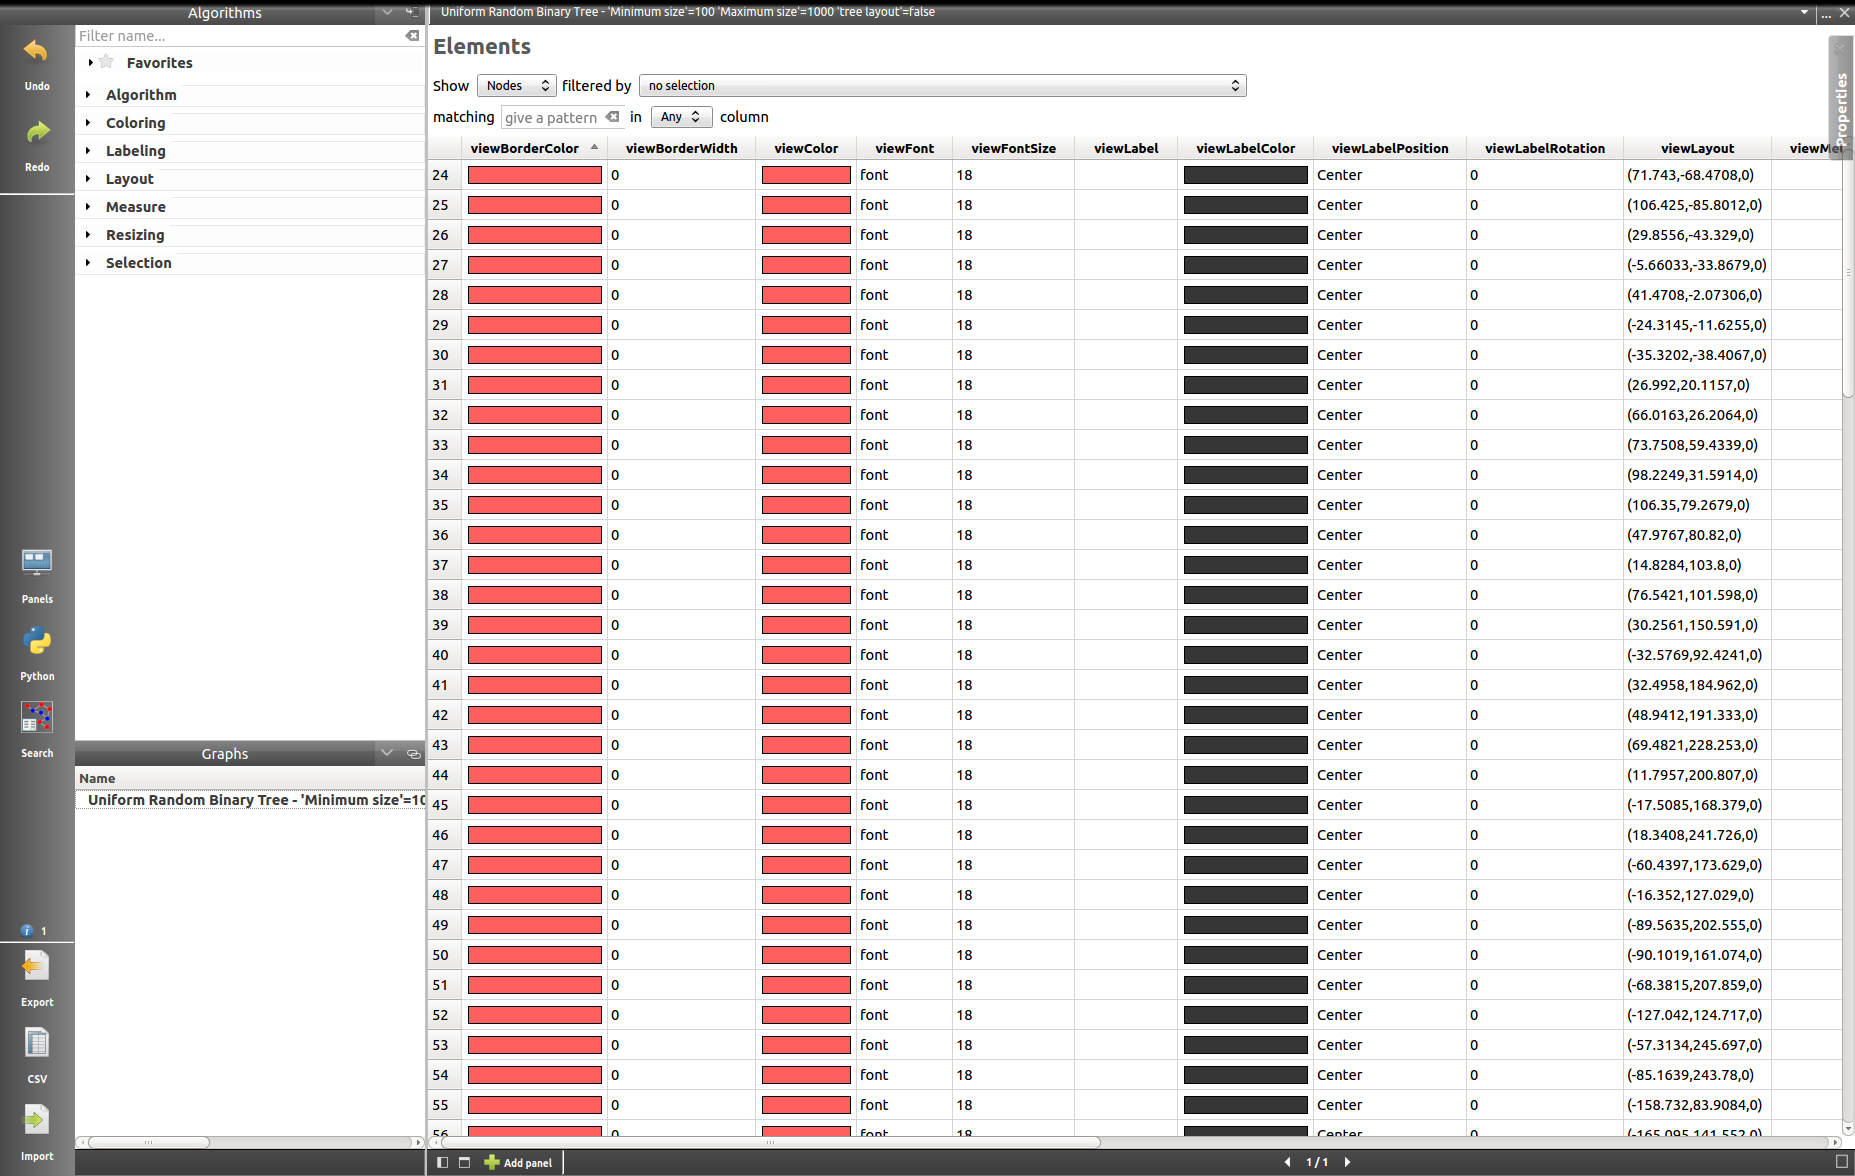 Algorithms
Filter name...
Favorites
Algorithm
Coloring
Labeling
Layout
Measure
Resizing
Selection
Undo
Redo
Panels
Python
Search
1
Export
CSV
Import
Graphs
Name
Uniform Random Binary Tree - 'Minimum size'=10
Uniform Random Binary Tree - 'Minimum size'=100 'Maximum size'=1000 'tree layout'=false
...
Elements
Properties
Show Nodes filtered by no selection
matching give a pattern in Any column
viewBorderColor viewBorderWidth viewColor viewFont viewFontSize viewLabel viewLabelColor viewLabelPosition viewLabelRotation viewLayout
24 0 font 18 Center 0 (71.743,-68.4708,0)
25 0 font 18 Center 0 (106.425,-85.8012,0)
26 0 font 18 Center 0 (29.8556,-43.329,0)
27 0 font 18 Center 0 (-5.66033,-33.8679,0)
28 0 font 18 Center 0 (41.4708,-2.07306,0)
29 0 font 18 Center 0 (-24.3145,-11.6255,0)
30 0 font 18 Center 0 (-35.3202,-38.4067,0)
31 0 font 18 Center 0 (26.992,20.1157,0)
32 0 font 18 Center 0 (66.0163,26.2064,0)
33 0 font 18 Center 0 (73.7508,59.4339,0)
34 0 font 18 Center 0 (98.2249,31.5914,0)
35 0 font 18 Center 0 (106.35,79.2679,0)
36 0 font 18 Center 0 (47.9767,80.82,0)
37 0 font 18 Center 0 (14.8284,103.8,0)
38 0 font 18 Center 0 (76.5421,101.598,0)
39 0 font 18 Center 0 (30.2561,150.591,0)
40 0 font 18 Center 0 (-32.5769,92.4241,0)
41 0 font 18 Center 0 (32.4958,184.962,0)
42 0 font 18 Center 0 (48.9412,191.333,0)
43 0 font 18 Center 0 (69.4821,228.253,0)
44 0 font 18 Center 0 (11.7957,200.807,0)
45 0 font 18 Center 0 (-17.5085,168.379,0)
46 0 font 18 Center 0 (18.3408,241.726,0)
47 0 font 18 Center 0 (-60.4397,173.629,0)
48 0 font 18 Center 0 (-16.352,127.029,0)
49 0 font 18 Center 0 (-89.5635,202.555,0)
50 0 font 18 Center 0 (-90.1019,161.074,0)
51 0 font 18 Center 0 (-68.3815,207.859,0)
52 0 font 18 Center 0 (-127.042,124.717,0)
53 0 font 18 Center 0 (-57.3134,245.697,0)
54 0 font 18 Center 0 (-85.1639,243.78,0)
55 0 font 18 Center 0 (-158.732,83.9084,0)
56 0 font 18 Center 0 (-165.095,141.552,0)
Add panel
1 / 1